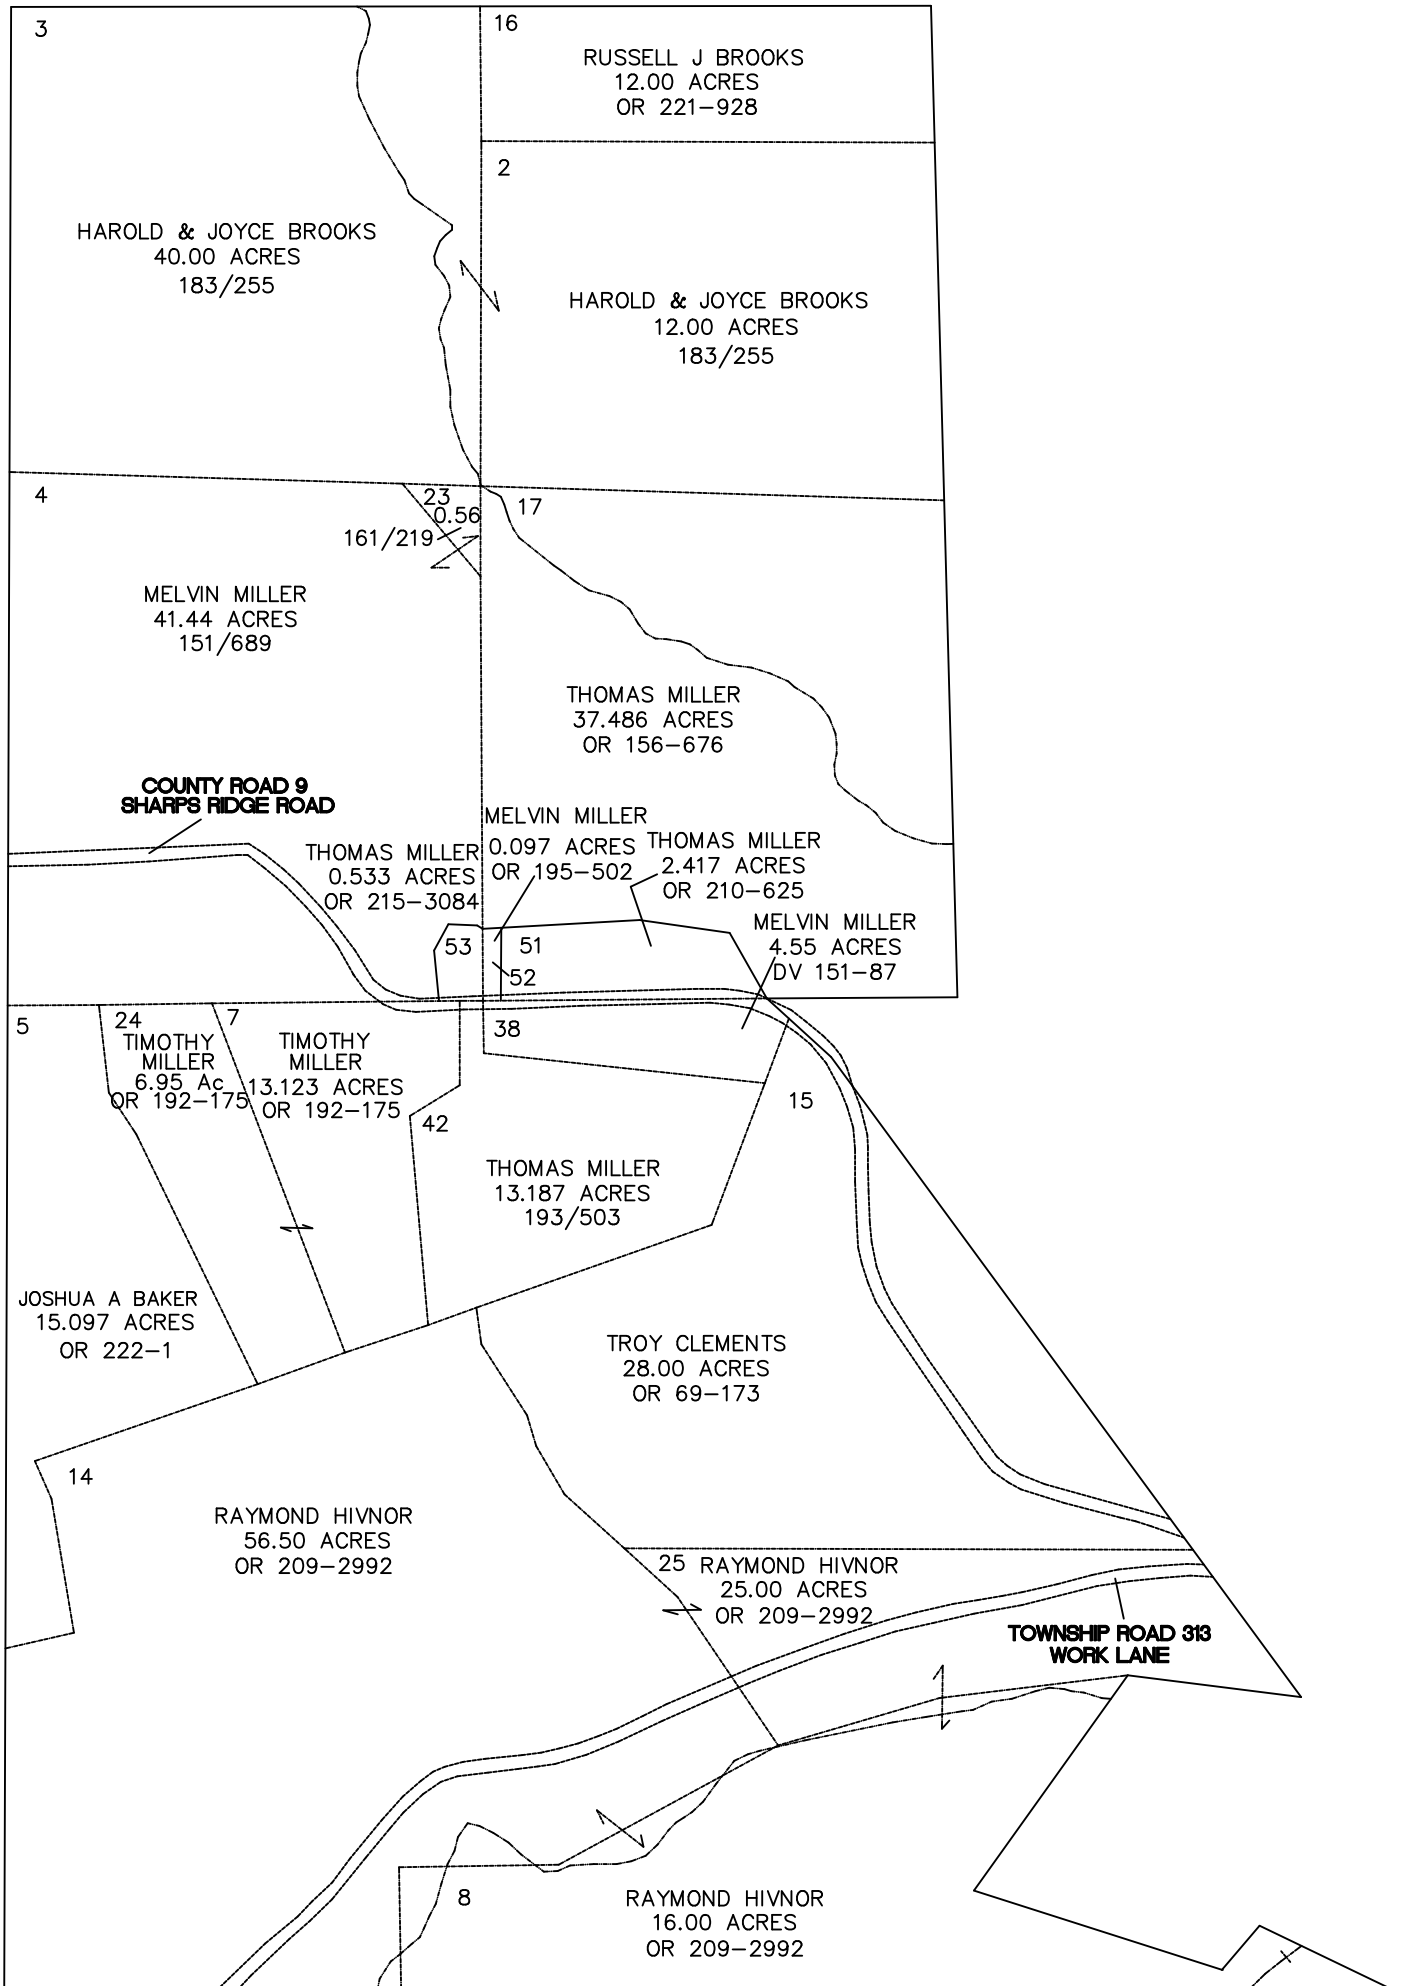 3
16
RUSSELL J BROOKS
12.00 ACRES
OR 221-928
2
HAROLD & JOYCE BROOKS
40.00 ACRES
183/255
HAROLD & JOYCE BROOKS
12.00 ACRES
183/255
4
23
0.56
161/219
17
MELVIN MILLER
41.44 ACRES
151/689
THOMAS MILLER
37.486 ACRES
OR 156-676
COUNTY ROAD 9
SHARPS RIDGE ROAD
THOMAS MILLER
0.533 ACRES
OR 215-3084
MELVIN MILLER
0.097 ACRES
OR 195-502
THOMAS MILLER
2.417 ACRES
OR 210-625
MELVIN MILLER
4.55 ACRES
DV 151-87
53
51
52
5
24
TIMOTHY
MILLER
6.95 Ac
OR 192-175
7
TIMOTHY
MILLER
13.123 ACRES
OR 192-175
38
15
42
THOMAS MILLER
13.187 ACRES
193/503
JOSHUA A BAKER
15.097 ACRES
OR 222-1
TROY CLEMENTS
28.00 ACRES
OR 69-173
14
RAYMOND HIVNOR
56.50 ACRES
OR 209-2992
25
RAYMOND HIVNOR
25.00 ACRES
OR 209-2992
TOWNSHIP ROAD 313
WORK LANE
8
RAYMOND HIVNOR
16.00 ACRES
OR 209-2992